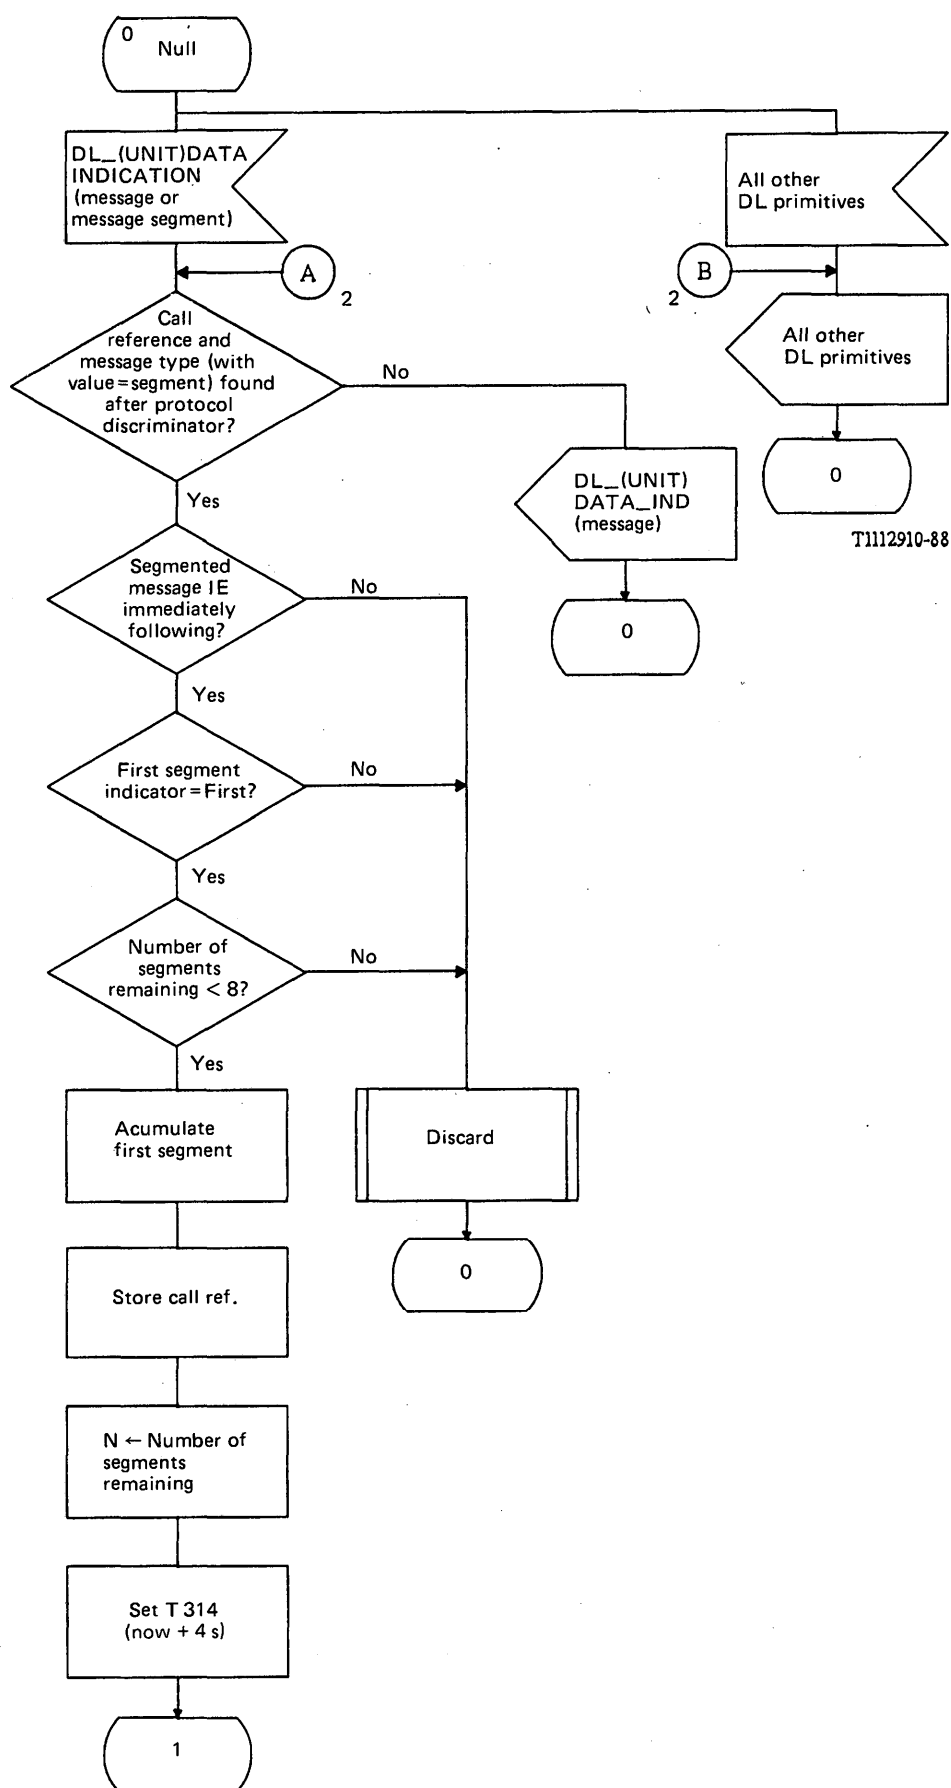 0
Null
DL_(UNIT)DATA
INDICATION
(message or
message segment)
All other
DL primitives
A
2
B
2
All other
DL primitives
0
T1112910-88
Call
reference and
message type (with
value=segment) found
after protocol
discriminator?
No
Yes
DL_(UNIT)
DATA_IND
(message)
0
Segmented
message IE
immediately
following?
No
Yes
First segment
indicator=First?
No
Yes
Number of
segments
remaining < 8?
No
Yes
Acumulate
first segment
Discard
0
Store call ref.
N ← Number of
segments
remaining
Set T 314
(now + 4 s)
1